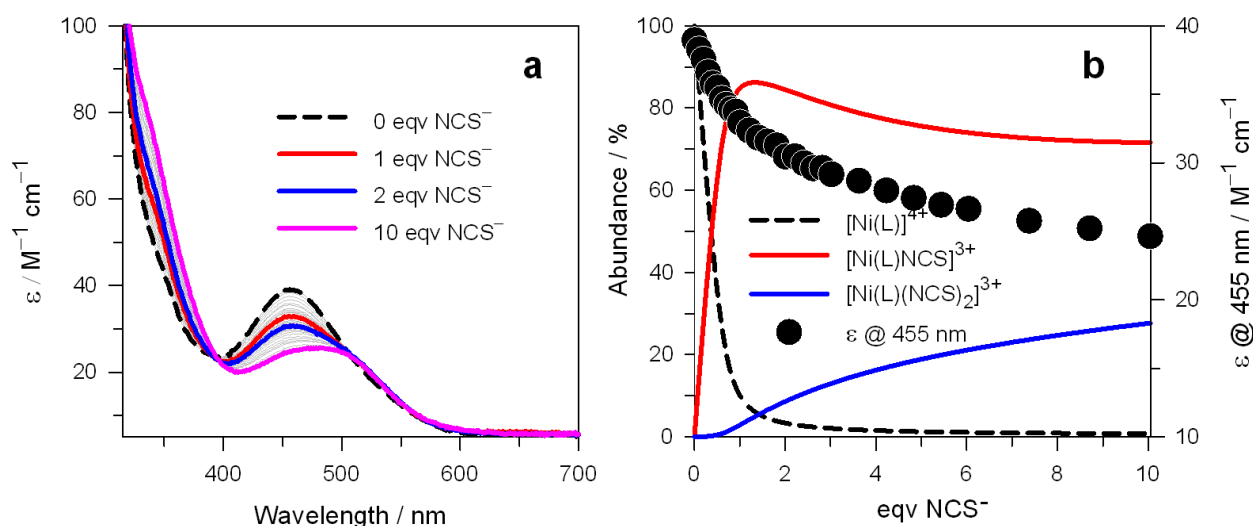 a
ε / M⁻¹ cm⁻¹
100
80
60
40
20
400
500
600
700
Wavelength / nm
0 eqv NCS⁻
1 eqv NCS⁻
2 eqv NCS⁻
10 eqv NCS⁻
b
Abundance / %
100
80
60
40
20
0
0
2
4
6
8
10
eqv NCS⁻
[Ni(L)]⁴⁺
[Ni(L)NCS]³⁺
[Ni(L)(NCS)₂]³⁺
ε @ 455 nm
40
30
20
10
ε @ 455 nm / M⁻¹ cm⁻¹